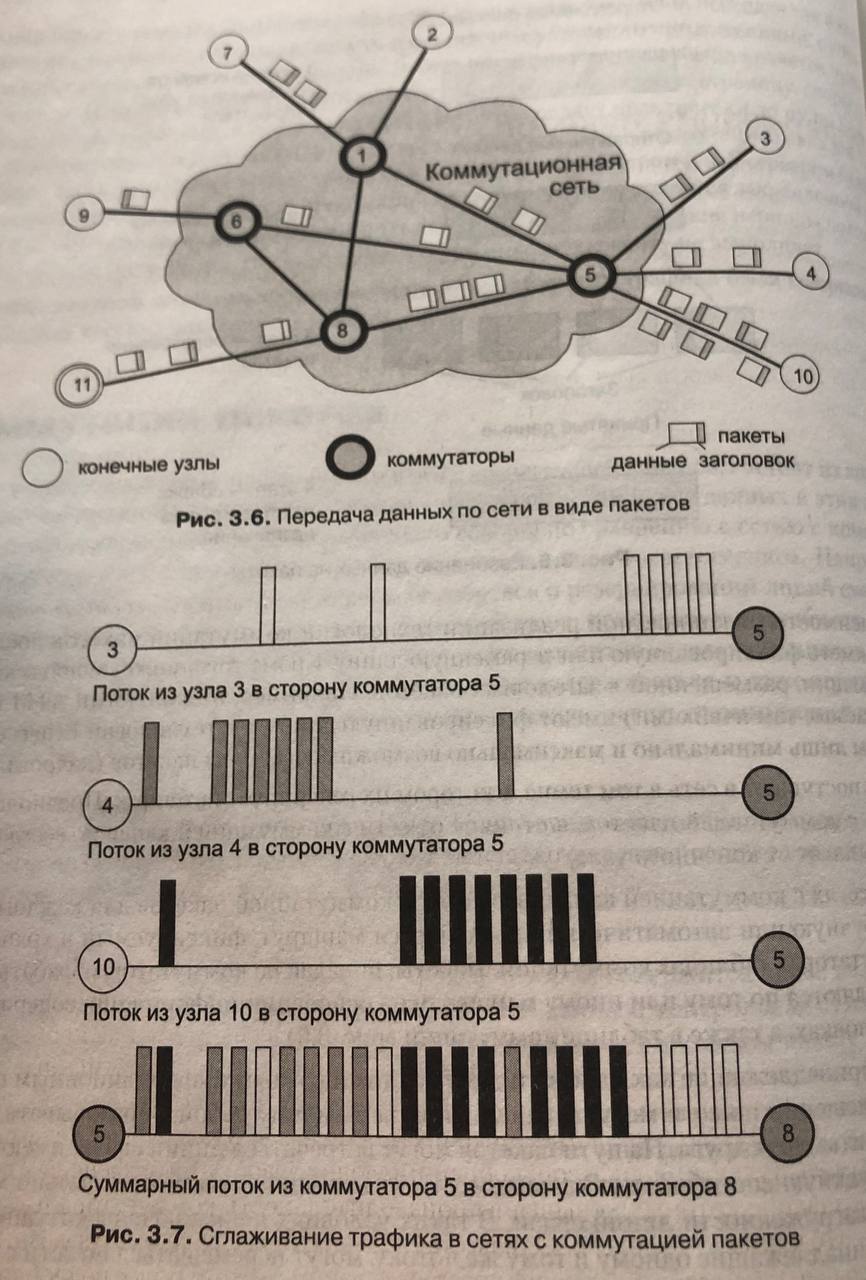 7
2
3
1
Коммутационная
сеть
9
6
5
4
8
11
10
конечные узлы
коммутаторы
пакеты
данные заголовок
Рис. 3.6. Передача данных по сети в виде пакетов
3
5
Поток из узла 3 в сторону коммутатора 5
4
5
Поток из узла 4 в сторону коммутатора 5
10
5
Поток из узла 10 в сторону коммутатора 5
5
8
Суммарный поток из коммутатора 5 в сторону коммутатора 8
Рис. 3.7. Сглаживание трафика в сетях с коммутацией пакетов